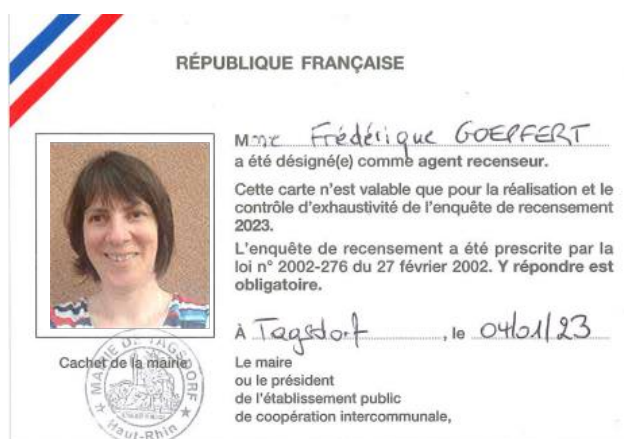 RÉPUBLIQUE FRANÇAISE
Mme Frédérique GOEPFERT
a été désigné(e) comme agent recenseur.
Cette carte n'est valable que pour la réalisation et le
contrôle d'exhaustivité de l'enquête de recensement
2023.
L'enquête de recensement a été prescrite par la
loi n° 2002-276 du 27 février 2002. Y répondre est
obligatoire.
À Tagsdorf, le 04/01/23
Cachet de la mairie
MAIRIE DE TAGSDORF
Haut-Rhin
Le maire
ou le président
de l'établissement public
de coopération intercommunale,